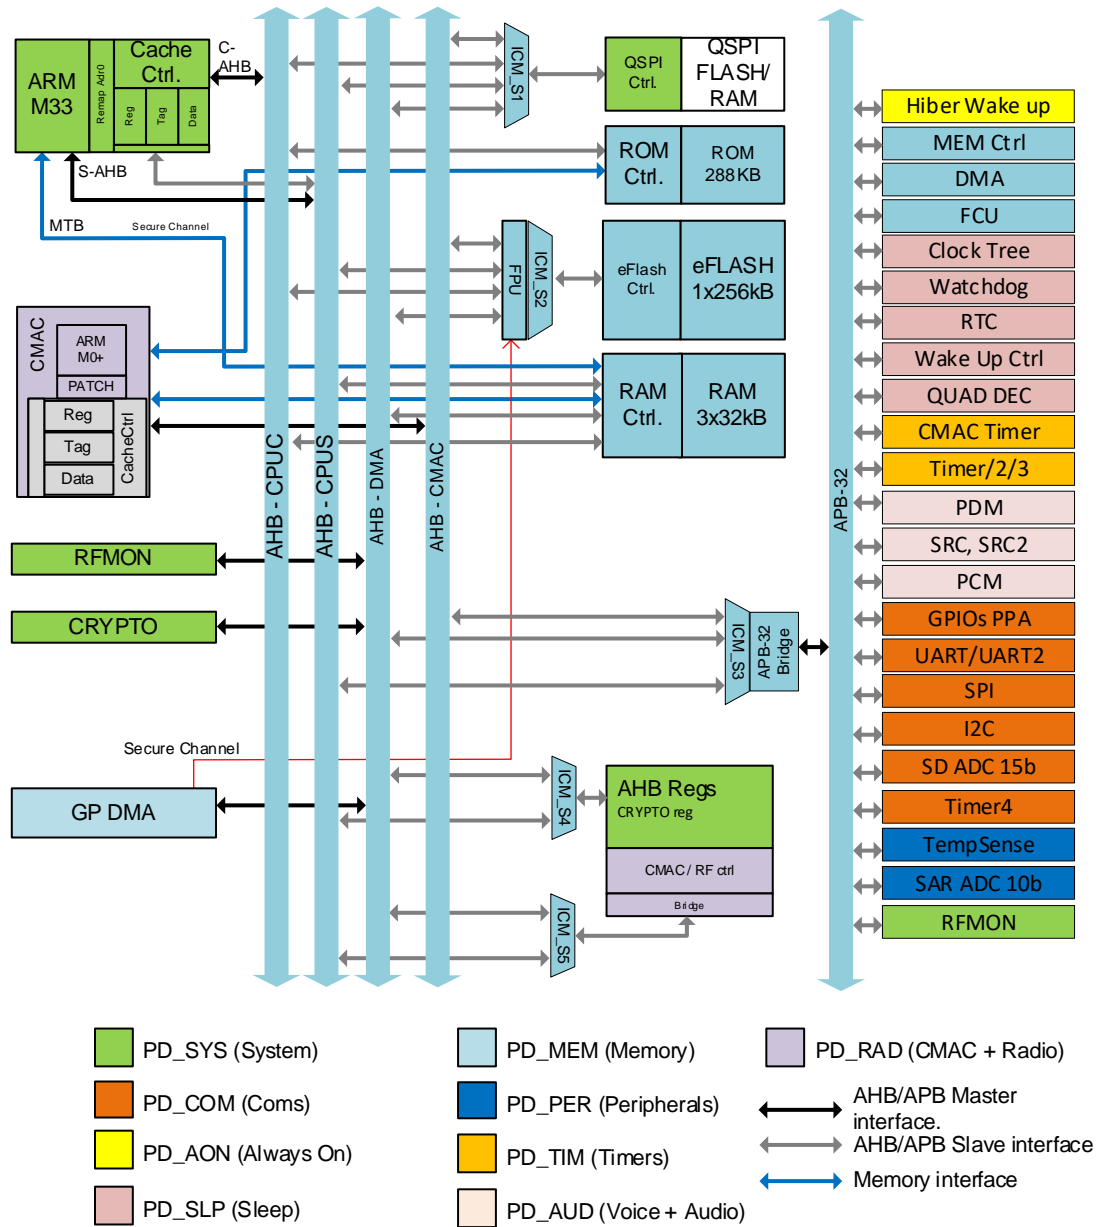 ARM
M33
Remap Adr0
Cache
Ctrl.
Reg
Tag
Data
C-
AHB
S-AHB
MTB
Secure Channel
ICM_S1
QSPI
Ctrl.
QSPI
FLASH/
RAM
ROM
Ctrl.
ROM
288KB
FPU
ICM_S2
eFlash
Ctrl.
eFLASH
1x256kB
RAM
Ctrl.
RAM
3x32kB
CMAC
ARM
M0+
PATCH
Reg
Tag
Data
CacheCtrl
AHB - CPUC
AHB - CPUS
AHB - DMA
AHB - CMAC
APB-32
RFMON
CRYPTO
Secure Channel
GP DMA
ICM_S3
APB-32
Bridge
ICM_S4
AHB Regs
CRYPTO reg
CMAC / RF ctrl
Bridge
ICM_S5
Hiber Wake up
MEM Ctrl
DMA
FCU
Clock Tree
Watchdog
RTC
Wake Up Ctrl
QUAD DEC
CMAC Timer
Timer/2/3
PDM
SRC, SRC2
PCM
GPIOs PPA
UART/UART2
SPI
I2C
SD ADC 15b
Timer4
TempSense
SAR ADC 10b
RFMON
PD_SYS (System)
PD_COM (Coms)
PD_AON (Always On)
PD_SLP (Sleep)
PD_MEM (Memory)
PD_PER (Peripherals)
PD_TIM (Timers)
PD_AUD (Voice + Audio)
PD_RAD (CMAC + Radio)
AHB/APB Master
interface.
AHB/APB Slave interface
Memory interface